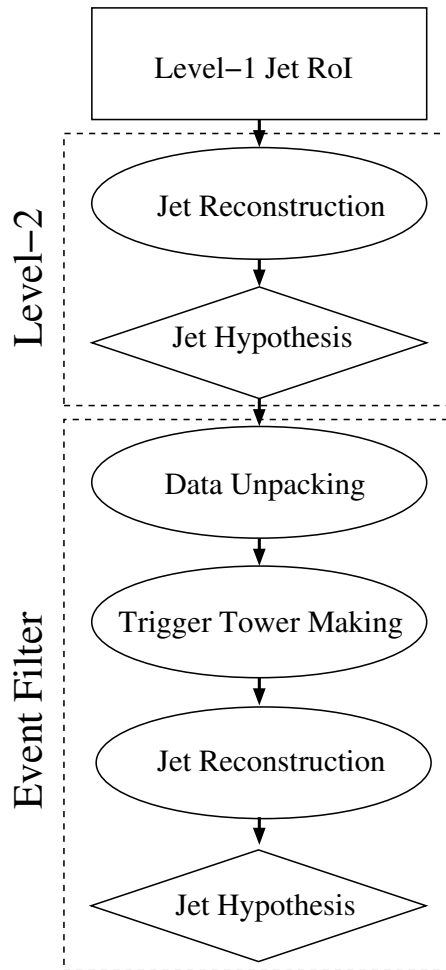 Level−1 Jet RoI
Level−2
Jet Reconstruction
Jet Hypothesis
Event Filter
Data Unpacking
Trigger Tower Making
Jet Reconstruction
Jet Hypothesis